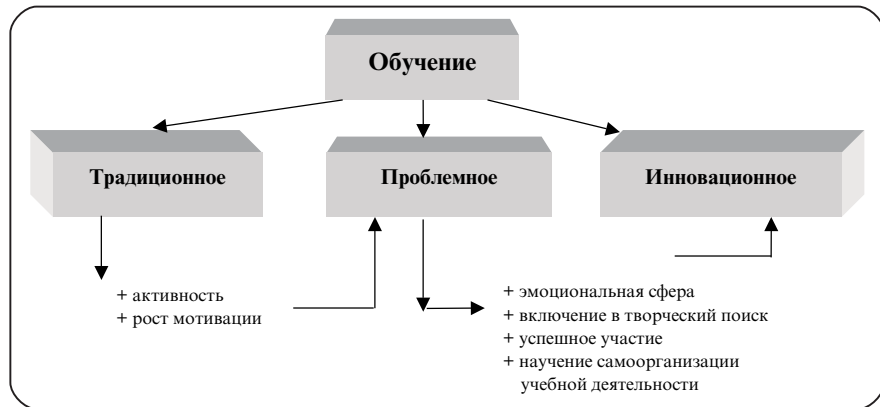 Обучение
Традиционное
Проблемное
Инновационное
+ активность
+ рост мотивации
+ эмоциональная сфера
+ включение в творческий поиск
+ успешное участие
+ научение самоорганизации
учебной деятельности